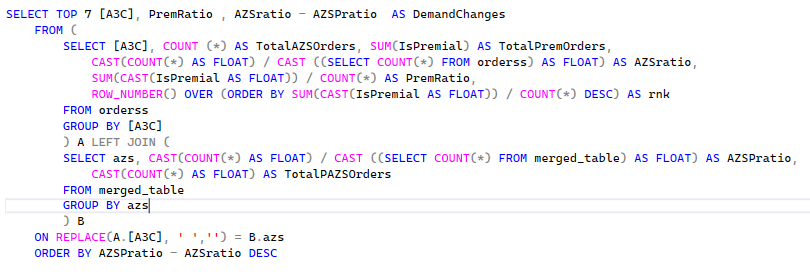 SELECT TOP 7 [АЗС], PremRatio , AZSratio - AZSPratio  AS DemandChanges
    FROM (
        SELECT [АЗС], COUNT (*) AS TotalAZSOrders, SUM(IsPremial) AS TotalPremOrders,
            CAST(COUNT(*) AS FLOAT) / CAST ((SELECT COUNT(*) FROM orderss) AS FLOAT) AS AZSratio,
            SUM(CAST(IsPremial AS FLOAT)) / COUNT(*) AS PremRatio,
            ROW_NUMBER() OVER (ORDER BY SUM(CAST(IsPremial AS FLOAT)) / COUNT(*) DESC) AS rnk
        FROM orderss
        GROUP BY [АЗС]
        ) A LEFT JOIN (
        SELECT azs, CAST(COUNT(*) AS FLOAT) / CAST ((SELECT COUNT(*) FROM merged_table) AS FLOAT) AS AZSPratio,
            CAST(COUNT(*) AS FLOAT) AS TotalPAZSOrders
        FROM merged_table
        GROUP BY azs
        ) B
    ON REPLACE(A.[АЗС], ' ','') = B.azs
    ORDER BY AZSPratio - AZSratio DESC